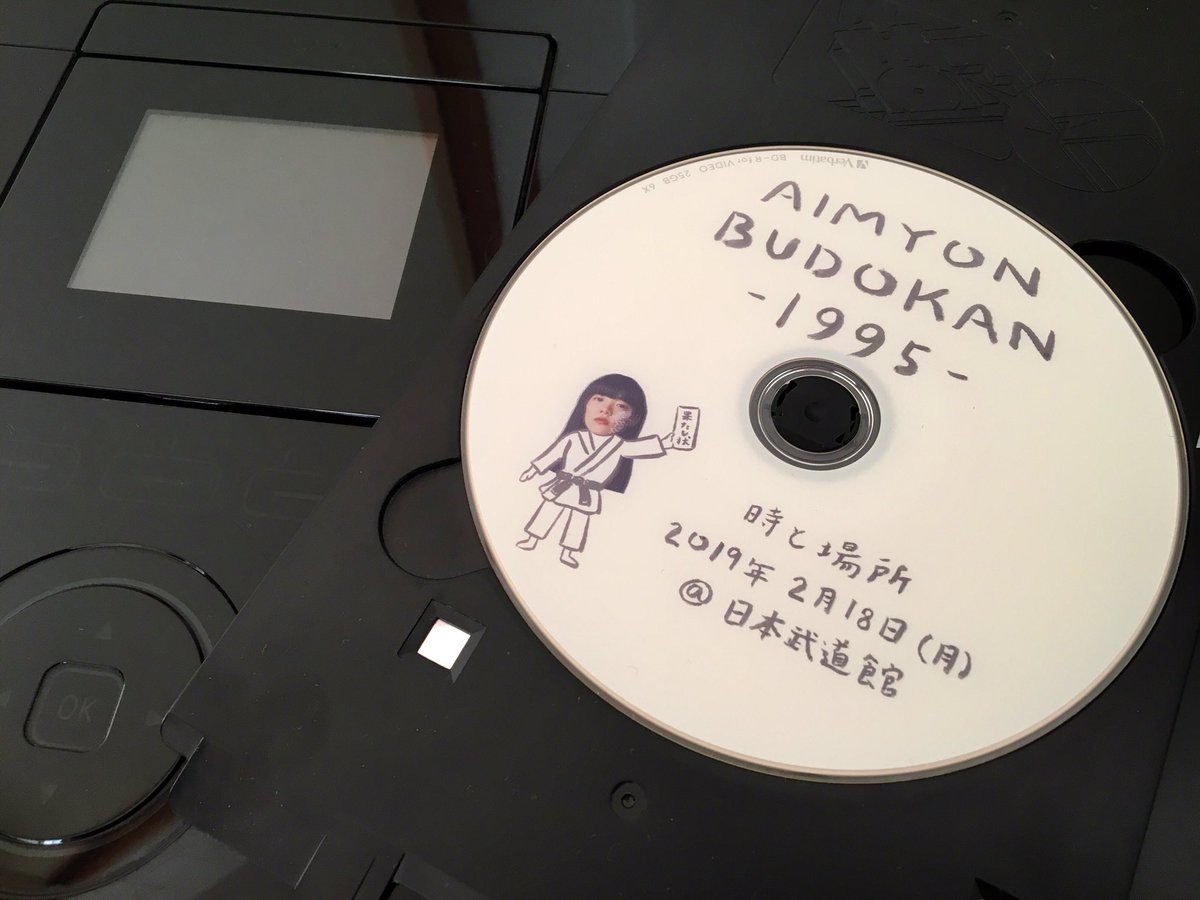 Verbatim BD-R for VIDEO 25GB 6X
AIMYON
BUDOKAN
-1995-
果たし状
時と場所
2019年 2月18日(月)
@日本武道館
OK